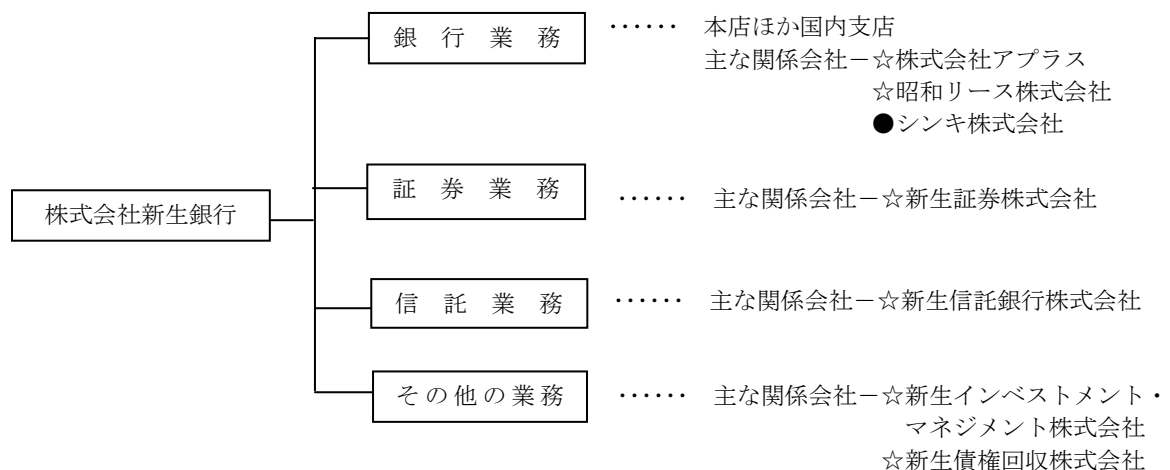 銀行業務 ‥‥‥ 本店ほか国内支店
主な関係会社－☆株式会社アプラス
☆昭和リース株式会社
●シンキ株式会社
株式会社新生銀行
証券業務 ‥‥‥ 主な関係会社－☆新生証券株式会社
信託業務 ‥‥‥ 主な関係会社－☆新生信託銀行株式会社
その他の業務 ‥‥‥ 主な関係会社－☆新生インベストメント・
マネジメント株式会社
☆新生債権回収株式会社